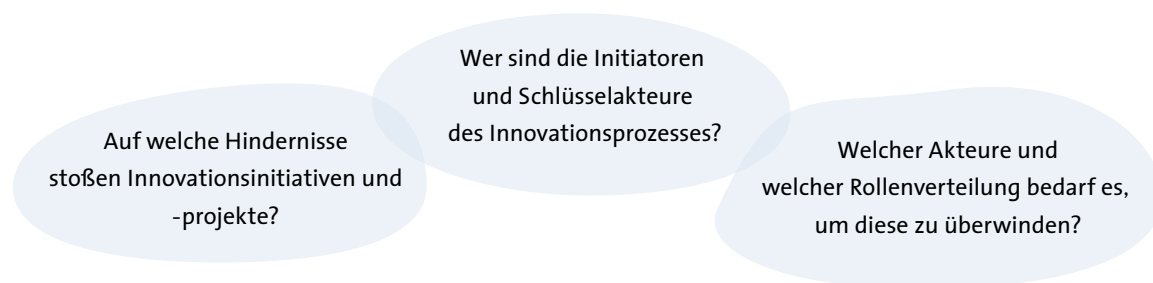 Auf welche Hindernisse
stoßen Innovationsinitiativen und
-projekte?
Wer sind die Initiatoren
und Schlüsselakteure
des Innovationsprozesses?
Welcher Akteure und
welcher Rollenverteilung bedarf es,
um diese zu überwinden?